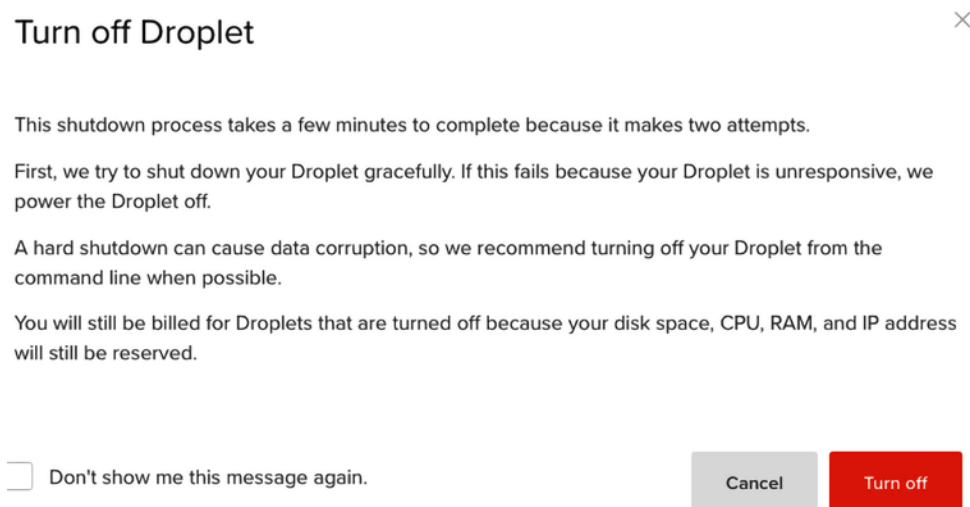 Turn off Droplet
This shutdown process takes a few minutes to complete because it makes two attempts.
First, we try to shut down your Droplet gracefully. If this fails because your Droplet is unresponsive, we
power the Droplet off.
A hard shutdown can cause data corruption, so we recommend turning off your Droplet from the
command line when possible.
You will still be billed for Droplets that are turned off because your disk space, CPU, RAM, and IP address
will still be reserved.
Don't show me this message again.
Cancel
Turn off